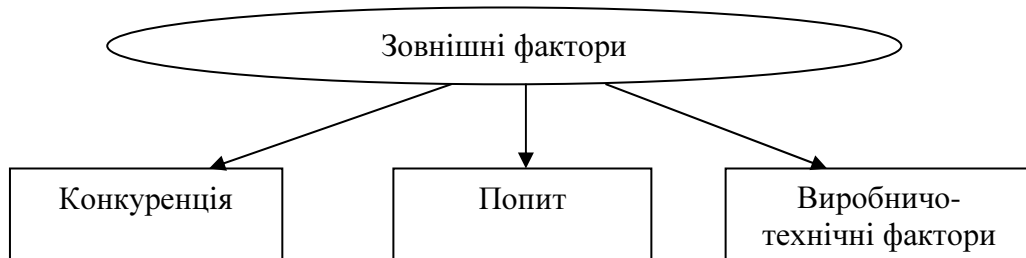 Зовнішні фактори
Конкуренція
Попит
Виробничо-
технічні фактори